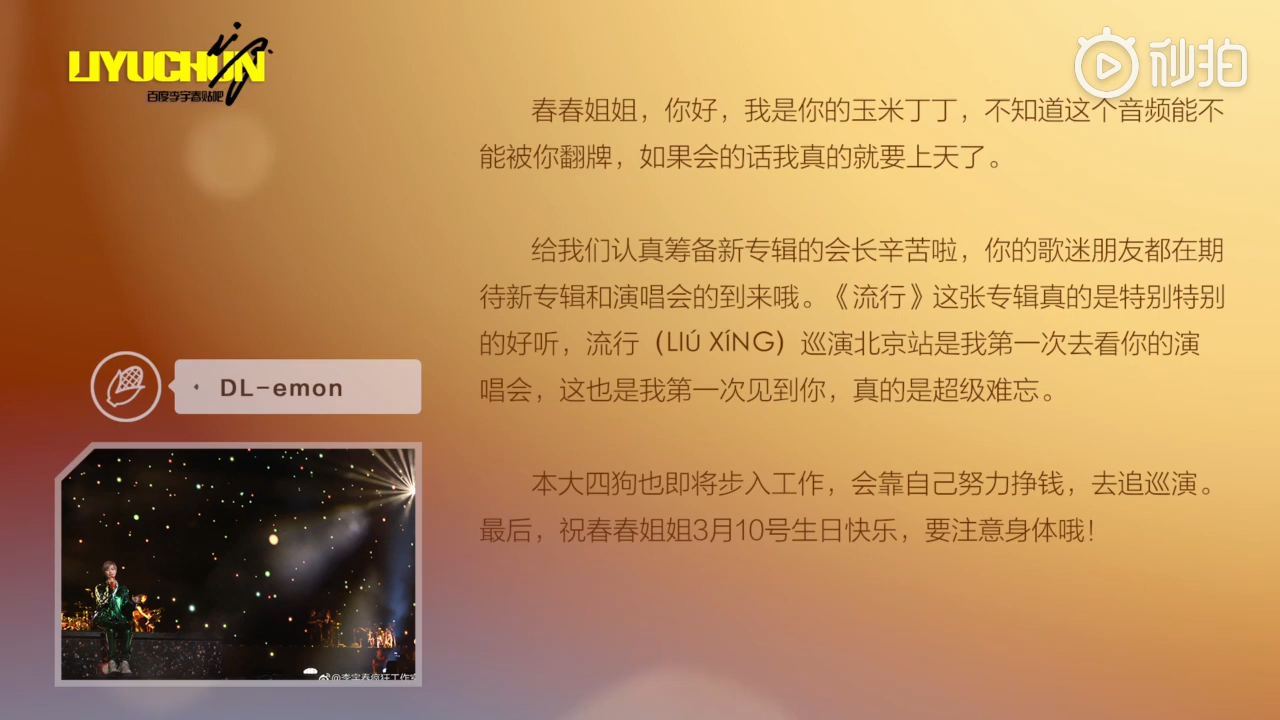 LIYUCHUN
百度李宇春贴吧
秒拍
春春姐姐，你好，我是你的玉米丁丁，不知道这个音频能不
能被你翻牌，如果会的话我真的就要上天了。
给我们认真筹备新专辑的会长辛苦啦，你的歌迷朋友都在期
待新专辑和演唱会的到来哦。《流行》这张专辑真的是特别特别
的好听，流行（LIÚ XÍNG）巡演北京站是我第一次去看你的演
唱会，这也是我第一次见到你，真的是超级难忘。
本大四狗也即将步入工作，会靠自己努力挣钱，去追巡演。
最后，祝春春姐姐3月10号生日快乐，要注意身体哦！
DL-emon
@李宇春疯狂工作室